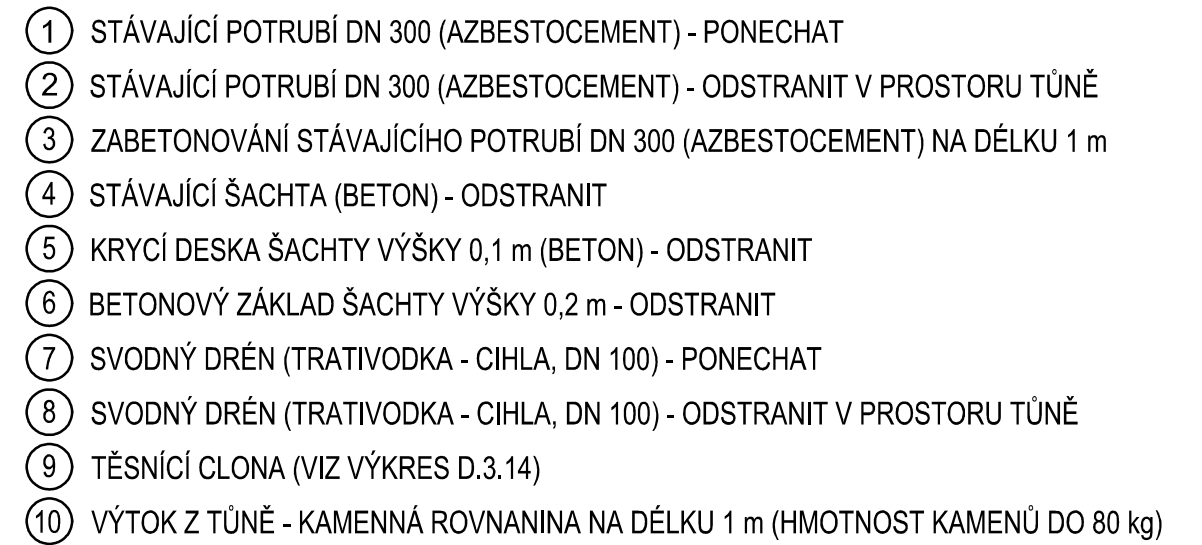 1 STÁVAJÍCÍ POTRUBÍ DN 300 (AZBESTOCEMENT) - PONECHAT
2 STÁVAJÍCÍ POTRUBÍ DN 300 (AZBESTOCEMENT) - ODSTRANIT V PROSTORU TŮNĚ
3 ZABETONOVÁNÍ STÁVAJÍCÍHO POTRUBÍ DN 300 (AZBESTOCEMENT) NA DÉLKU 1 m
4 STÁVAJÍCÍ ŠACHTA (BETON) - ODSTRANIT
5 KRYCÍ DESKA ŠACHTY VÝŠKY 0,1 m (BETON) - ODSTRANIT
6 BETONOVÝ ZÁKLAD ŠACHTY VÝŠKY 0,2 m - ODSTRANIT
7 SVODNÝ DRÉN (TRATIVODKA - CIHLA, DN 100) - PONECHAT
8 SVODNÝ DRÉN (TRATIVODKA - CIHLA, DN 100) - ODSTRANIT V PROSTORU TŮNĚ
9 TĚSNÍCÍ CLONA (VIZ VÝKRES D.3.14)
10 VÝTOK Z TŮNĚ - KAMENNÁ ROVNANINA NA DÉLKU 1 m (HMOTNOST KAMENŮ DO 80 kg)